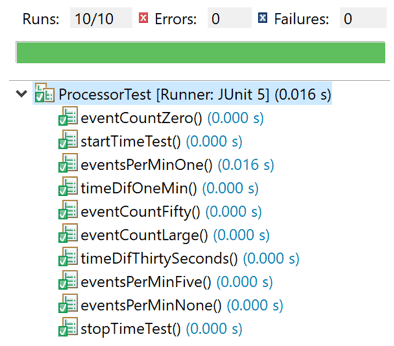 Runs: 10/10 Errors: 0 Failures: 0
ProcessorTest [Runner: JUnit 5] (0.016 s)
eventCountZero() (0.000 s)
startTimeTest() (0.000 s)
eventsPerMinOne() (0.016 s)
timeDifOneMin() (0.000 s)
eventCountFifty() (0.000 s)
eventCountLarge() (0.000 s)
timeDifThirtySeconds() (0.000 s)
eventsPerMinFive() (0.000 s)
eventsPerMinNone() (0.000 s)
stopTimeTest() (0.000 s)